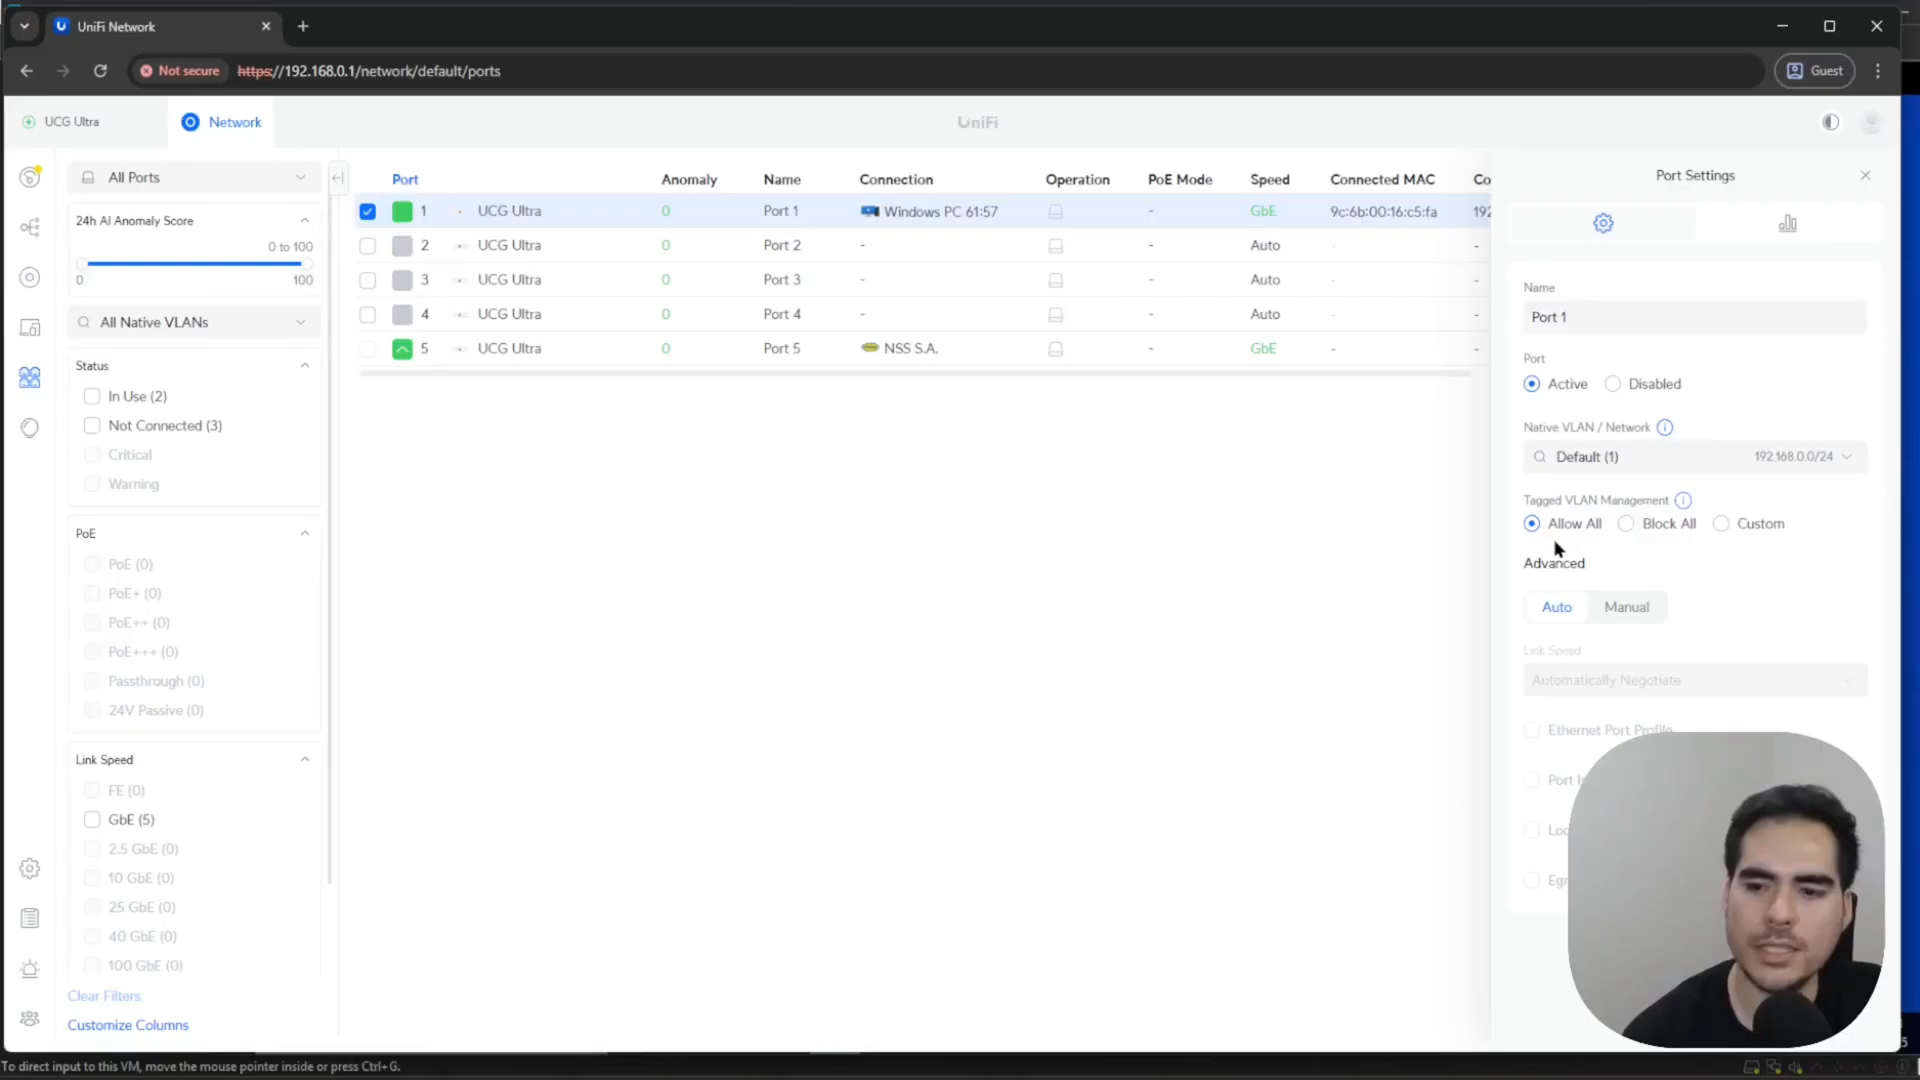 UniFi Network
Not secure https://192.168.0.1/network/default/ports
Guest
UCG Ultra
Network
UniFi
All Ports
24h AI Anomaly Score
0 to 100
0 100
All Native VLANs
Status
In Use (2)
Not Connected (3)
Critical
Warning
PoE
PoE (0)
PoE+ (0)
PoE++ (0)
PoE+++ (0)
Passthrough (0)
24V Passive (0)
Link Speed
FE (0)
GbE (5)
2.5 GbE (0)
10 GbE (0)
25 GbE (0)
40 GbE (0)
100 GbE (0)
Clear Filters
Customize Columns
Port Anomaly Name Connection Operation PoE Mode Speed Connected MAC Co
1 UCG Ultra 0 Port 1 Windows PC 61:57 - GbE 9c:6b:00:16:c5:fa 192
2 UCG Ultra 0 Port 2 - - Auto - -
3 UCG Ultra 0 Port 3 - - Auto - -
4 UCG Ultra 0 Port 4 - - Auto - -
5 UCG Ultra 0 Port 5 NSS S.A. - GbE - -
Port Settings
Name
Port 1
Port
Active Disabled
Native VLAN / Network
Default (1) 192.168.0.0/24
Tagged VLAN Management
Allow All Block All Custom
Advanced
Auto Manual
Link Speed
Automatically Negotiate
Ethernet Port Profile
Port
Loo
Egr
To direct input to this VM, move the mouse pointer inside or press Ctrl+G.